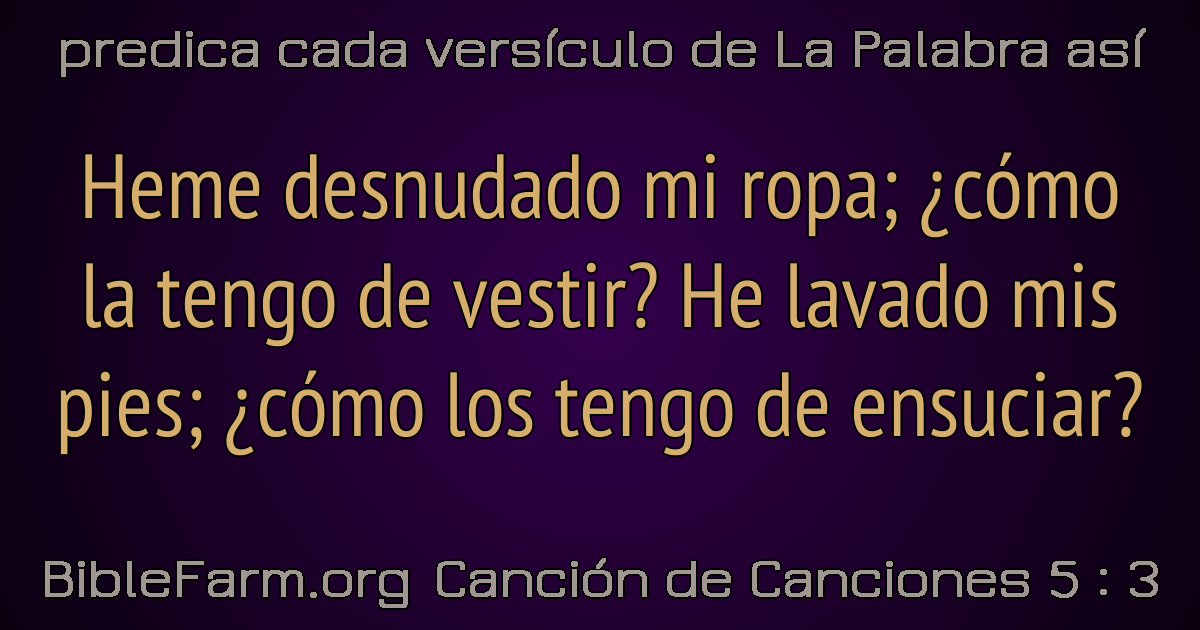 predica cada versículo de La Palabra así
Heme desnudado mi ropa; ¿cómo
la tengo de vestir? He lavado mis
pies; ¿cómo los tengo de ensuciar?
BibleFarm.org Canción de Canciones 5 : 3